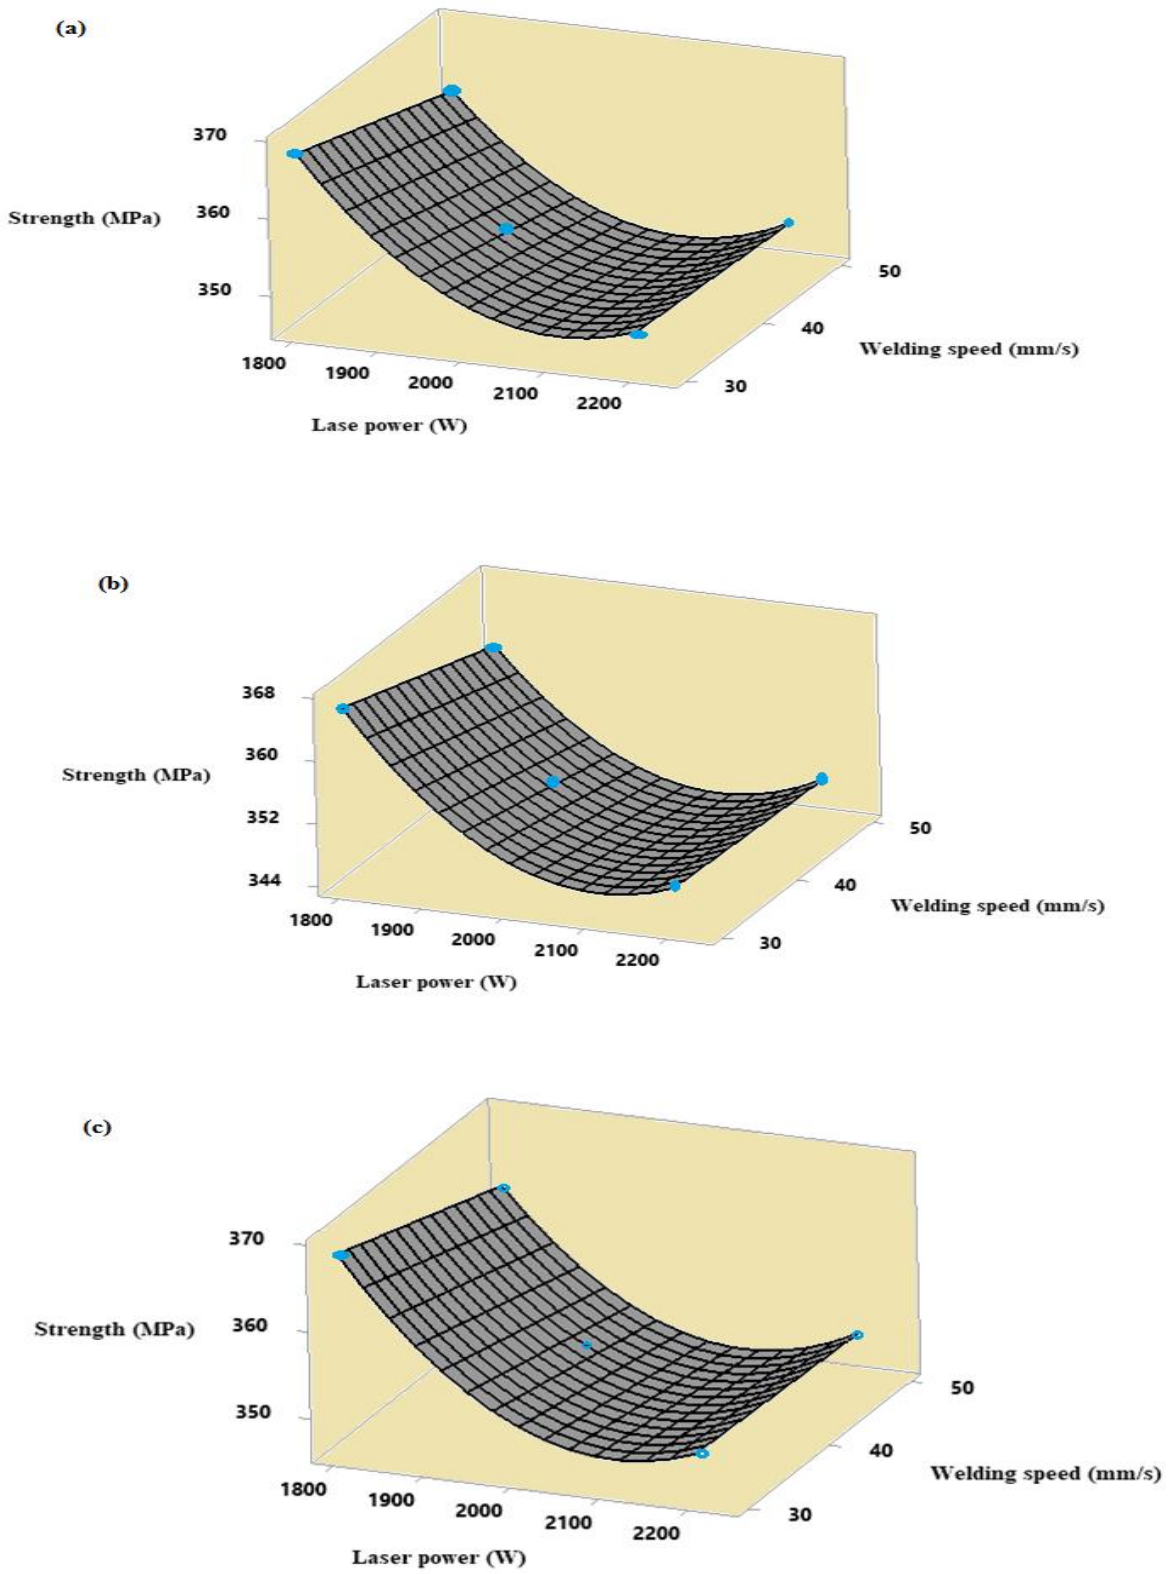 (a)
370
Strength (MPa)
360
350
1800
1900
2000
2100
2200
Lase power (W)
30
40
50
Welding speed (mm/s)
(b)
368
360
Strength (MPa)
352
344
1800
1900
2000
2100
2200
Laser power (W)
30
40
50
Welding speed (mm/s)
(c)
370
360
Strength (MPa)
350
1800
1900
2000
2100
2200
Laser power (W)
30
40
50
Welding speed (mm/s)